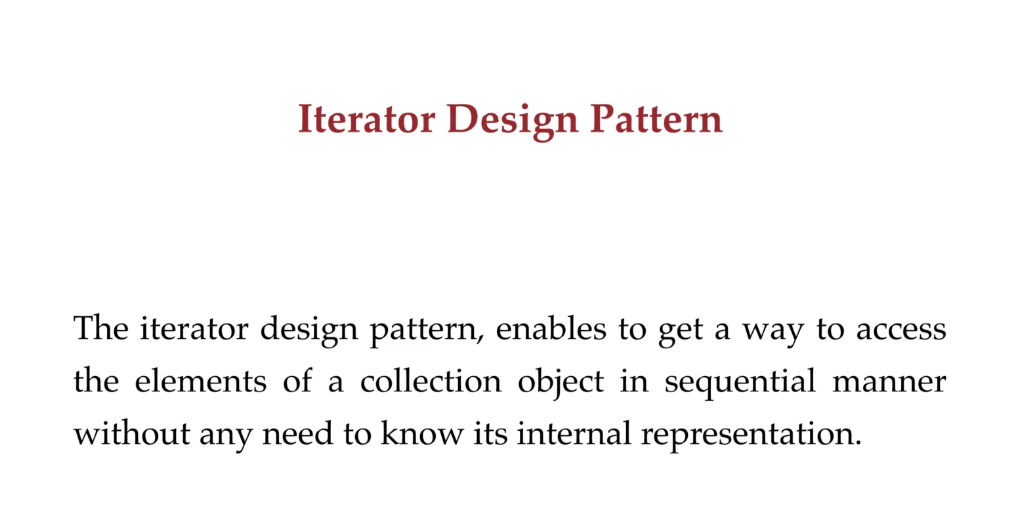 Iterator Design Pattern
The iterator design pattern, enables to get a way to access
the elements of a collection object in sequential manner
without any need to know its internal representation.